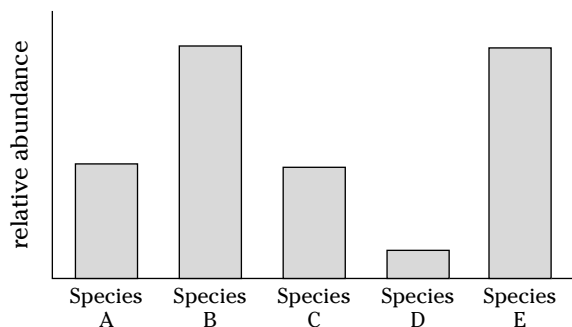 relative abundance
Species
A
Species
B
Species
C
Species
D
Species
E